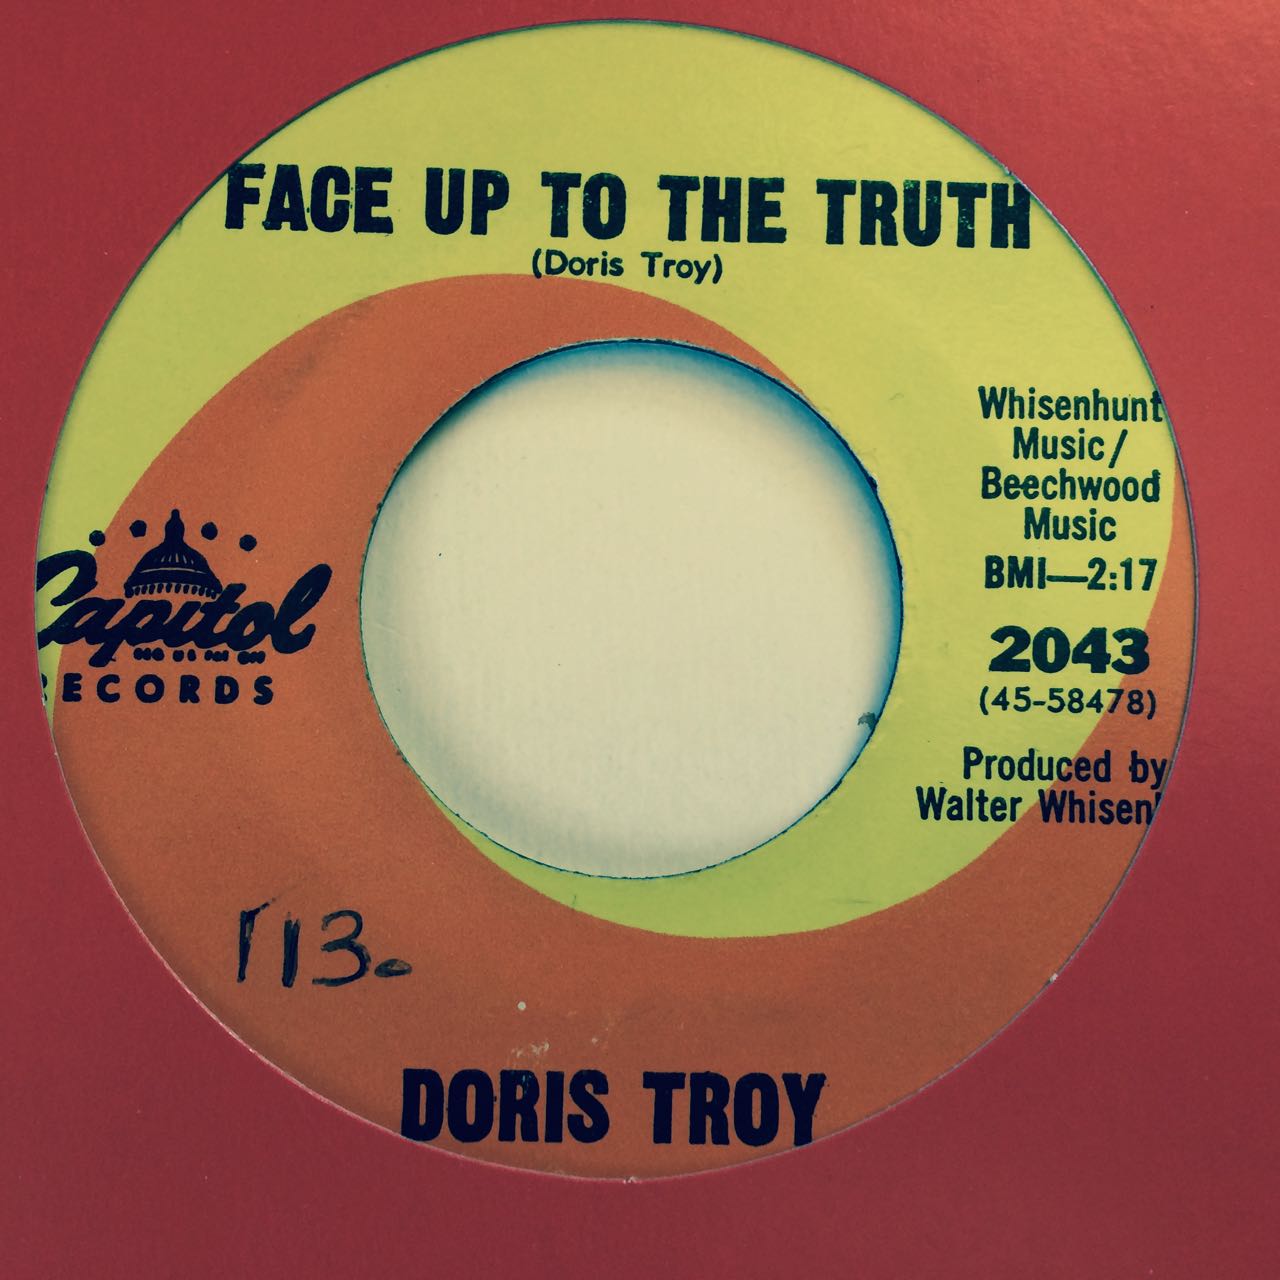 FACE UP TO THE TRUTH
(Doris Troy)
Whisenhunt
Music/
Beechwood
Music
BMI—2:17
2043
(45-58478)
Produced by
Walter Whisen
Capitol
ECORDS
113.
DORIS TROY